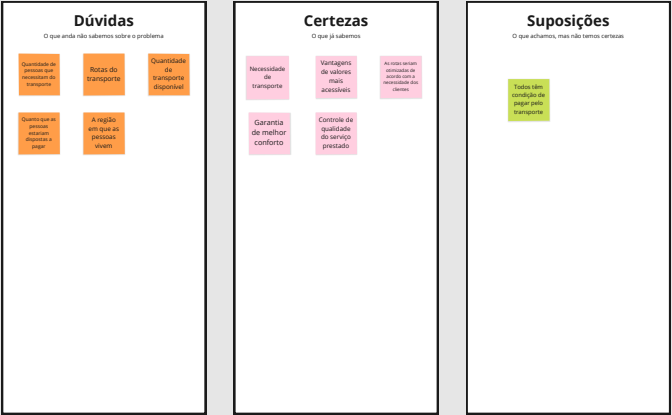 Dúvidas
O que anda não sabemos sobre o problema
Quantidade de
pessoas que
necessitam do
transporte
Rotas do
transporte
Quantidade
de
transporte
disponível
Quanto que as
pessoas
estariam
dispostas a
pagar
A região
em que as
pessoas
vivem
Certezas
O que já sabemos
Necessidade
de
transporte
Vantagens
de valores
mais
acessíveis
As rotas seriam
otimizadas de
acordo com a
necessidade dos
clientes
Garantia
de melhor
conforto
Controle de
qualidade
do serviço
prestado
Suposições
O que achamos, mas não temos certezas
Todos têm
condição de
pagar pelo
transporte